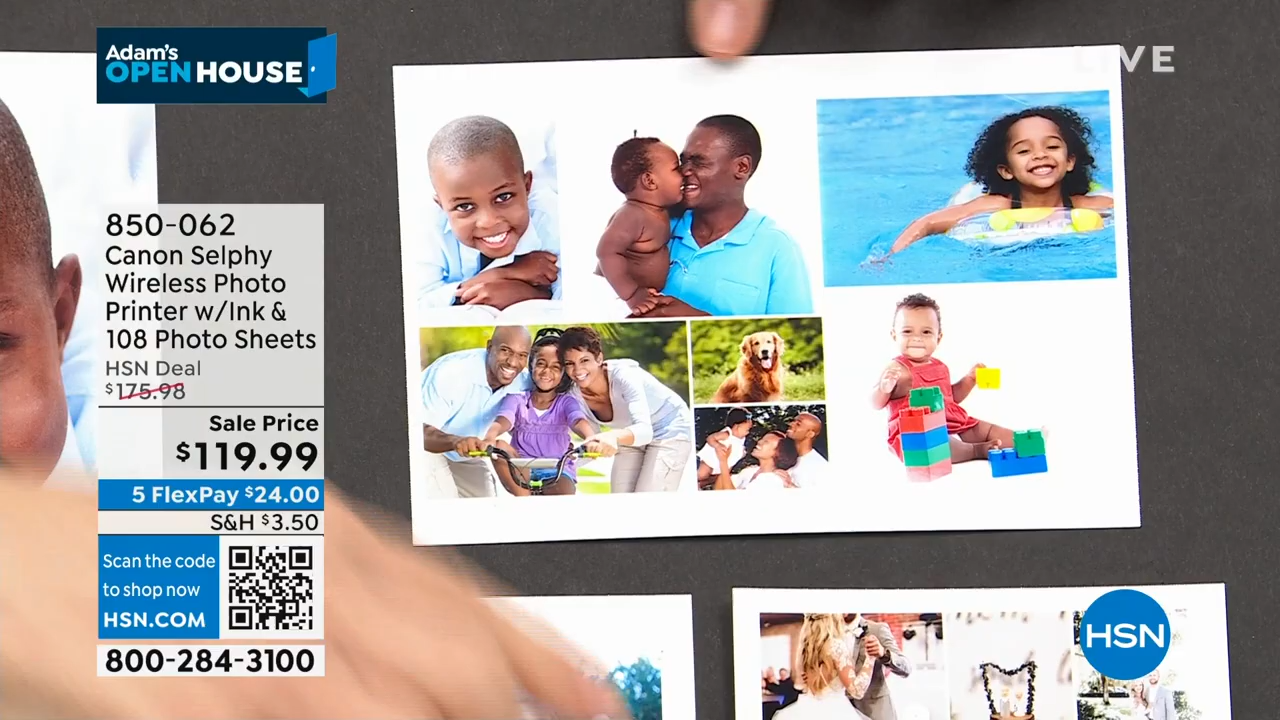 Adam's
OPEN HOUSE
LIVE
850-062
Canon Selphy
Wireless Photo
Printer w/Ink &
108 Photo Sheets
HSN Deal
$175.98
Sale Price
$119.99
5 FlexPay $24.00
S&H $3.50
Scan the code
to shop now
HSN.COM
800-284-3100
HSN